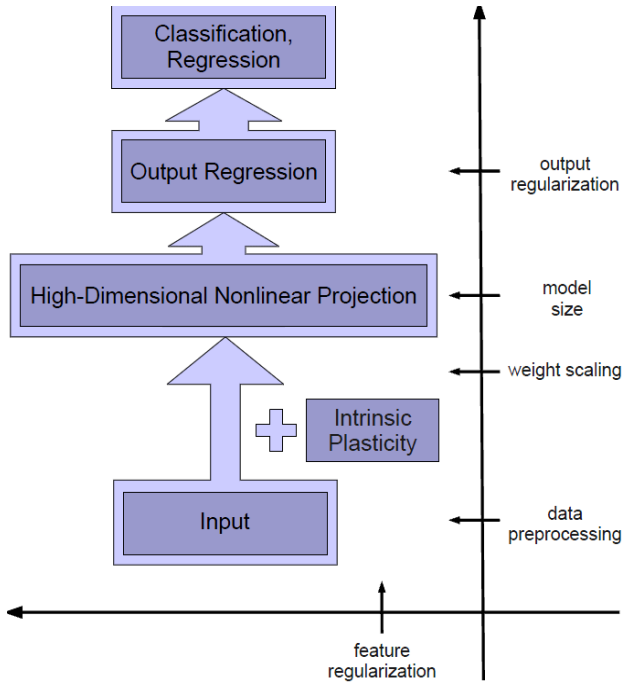 Classification,
Regression
Output Regression
output
regularization
High-Dimensional Nonlinear Projection
model
size
weight scaling
Intrinsic
Plasticity
Input
data
preprocessing
feature
regularization